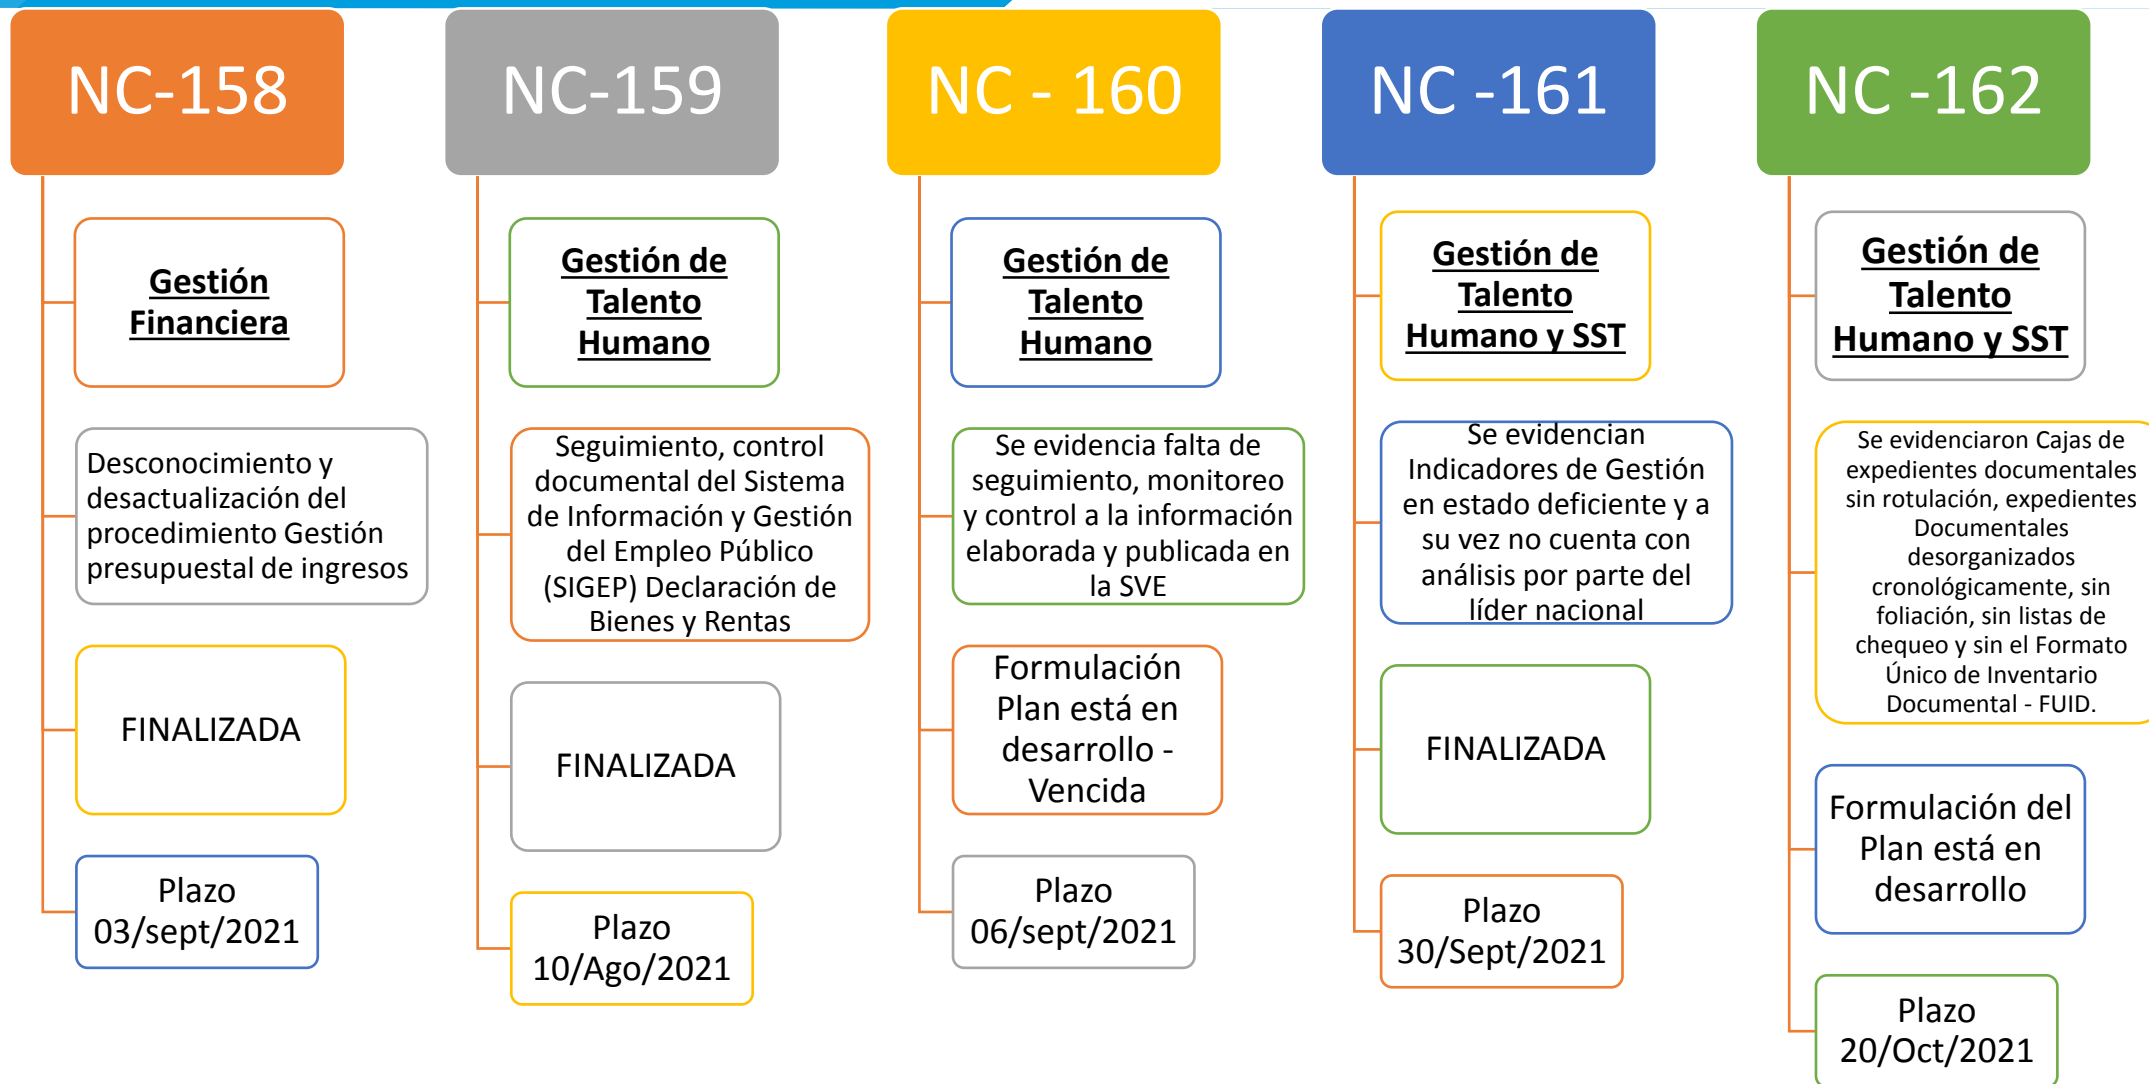 NC-158
Gestión
Financiera
Desconocimiento y
desactualización del
procedimiento Gestión
presupuestal de ingresos
FINALIZADA
Plazo
03/sept/2021
NC-159
Gestión de
Talento
Humano
Seguimiento, control
documental del Sistema
de Información y Gestión
del Empleo Público
(SIGEP) Declaración de
Bienes y Rentas
FINALIZADA
Plazo
10/Ago/2021
NC - 160
Gestión de
Talento
Humano
Se evidencia falta de
seguimiento, monitoreo
y control a la información
elaborada y publicada en
la SVE
Formulación
Plan está en
desarrollo -
Vencida
Plazo
06/sept/2021
NC -161
Gestión de
Talento
Humano y SST
Se evidencian
Indicadores de Gestión
en estado deficiente y a
su vez no cuenta con
análisis por parte del
líder nacional
FINALIZADA
Plazo
30/Sept/2021
NC -162
Gestión de
Talento
Humano y SST
Se evidenciaron Cajas de
expedientes documentales
sin rotulación, expedientes
Documentales
desorganizados
cronológicamente, sin
foliación, sin listas de
chequeo y sin el Formato
Único de Inventario
Documental - FUID.
Formulación del
Plan está en
desarrollo
Plazo
20/Oct/2021